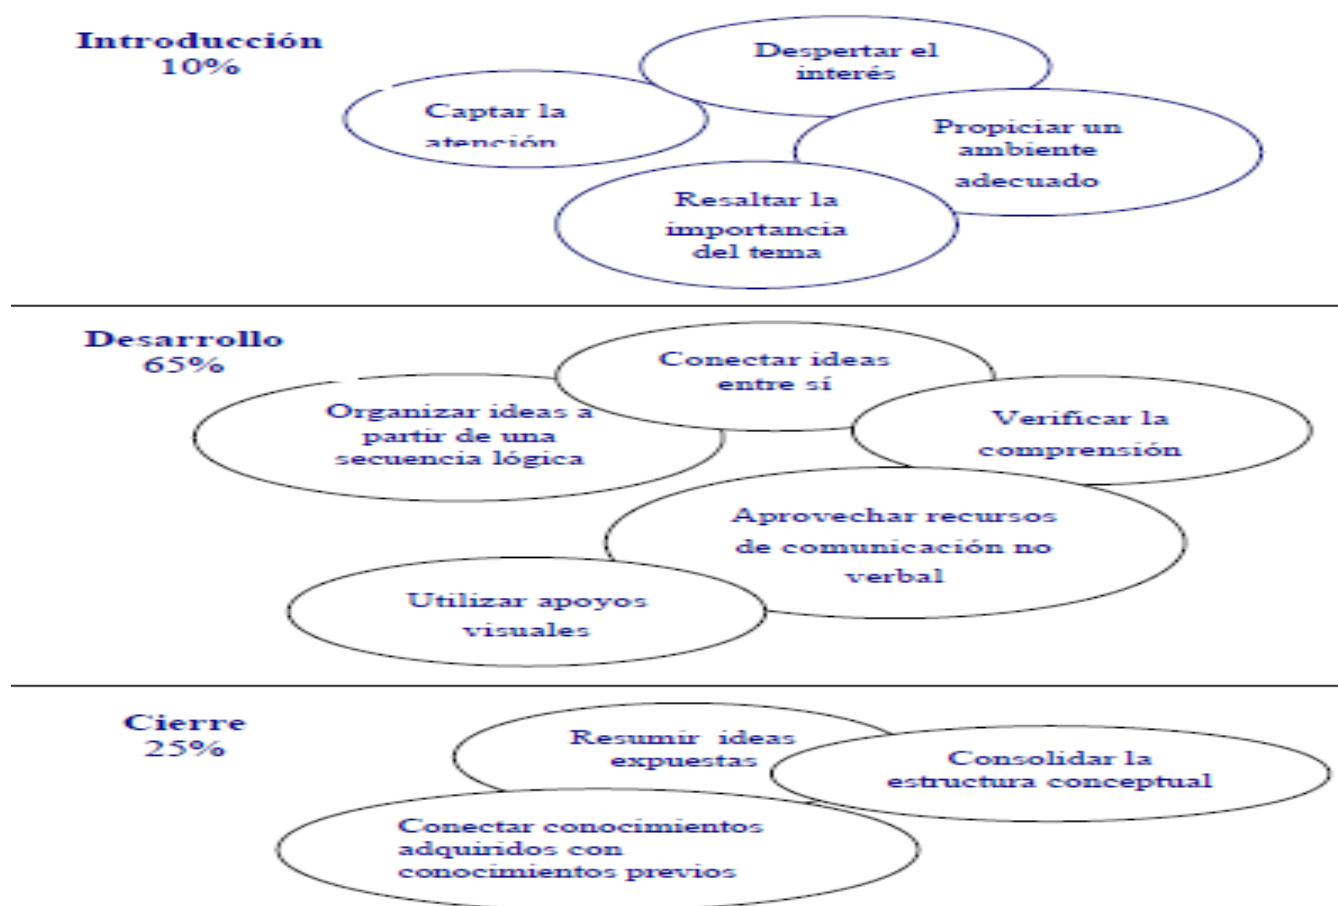 Introducción
10%
Despertar el
interés
Captar la
atención
Propiciar un
ambiente
adecuado
Resaltar la
importancia
del tema
Desarrollo
65%
Conectar ideas
entre sí
Organizar ideas a
partir de una
secuencia lógica
Verificar la
comprensión
Aprovechar recursos
de comunicación no
verbal
Utilizar apoyos
visuales
Cierre
25%
Resumir ideas
expuestas
Consolidar la
estructura conceptual
Conectar conocimientos
adquiridos con
conocimientos previos